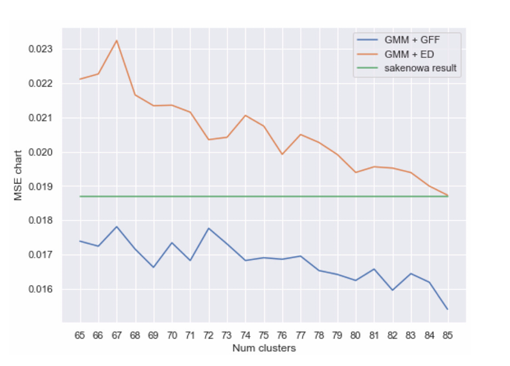 GMM + GFF
GMM + ED
sakenowa result
MSE chart
0.023
0.022
0.021
0.020
0.019
0.018
0.017
0.016
65 66 67 68 69 70 71 72 73 74 75 76 77 78 79 80 81 82 83 84 85
Num clusters